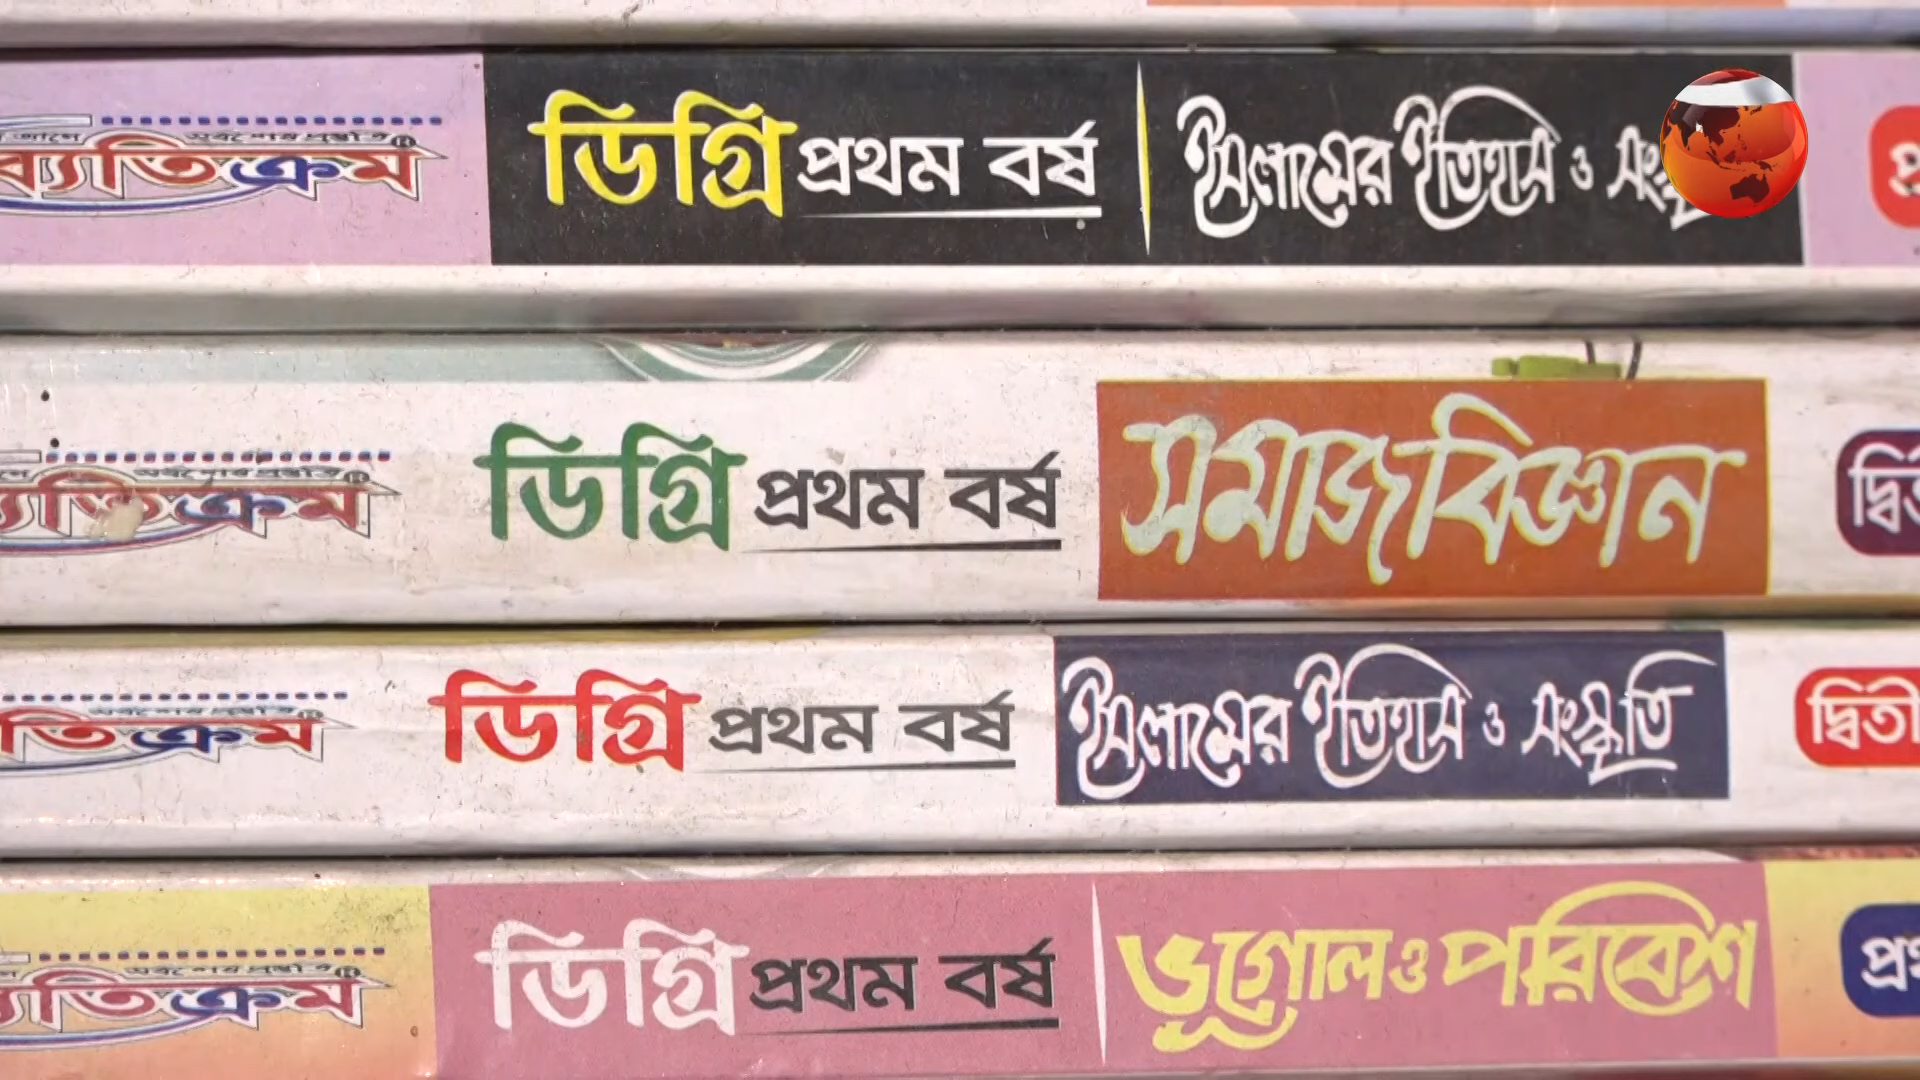 ব্যতিক্রম ডিগ্রি প্রথম বর্ষ ইসলামের ইতিহাস ও
ব্যতিক্রম ডিগ্রি প্রথম বর্ষ সমাজবিজ্ঞান
তিক্রম ডিগ্রি প্রথম বর্ষ ইসলামের ইতিহাস ও সংস্কৃতি দ্বিতী
ব্যতিক্রম ডিগ্রি প্রথম বর্ষ ভূগোল ও পরিবেশ